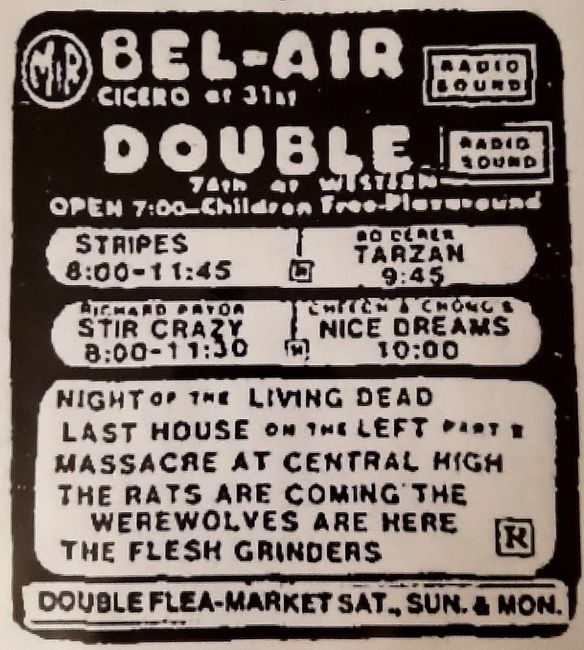 M&R
BEL-AIR
CICERO at 31st
RADIO
SOUND
DOUBLE
RADIO
SOUND
74th at WESTERN
OPEN 7:00-Children Free-Playground
STRIPES
8:00-11:45
BO DEREK
TARZAN
9:45
R
RICHARD PRYOR
STIR CRAZY
8:00-11:30
CHEECH & CHONG'S
NICE DREAMS
10:00
R
NIGHT OF THE LIVING DEAD
LAST HOUSE ON THE LEFT PART II
MASSACRE AT CENTRAL HIGH
THE RATS ARE COMING THE
WEREWOLVES ARE HERE
THE FLESH GRINDERS
R
DOUBLE FLEA-MARKET SAT., SUN. & MON.